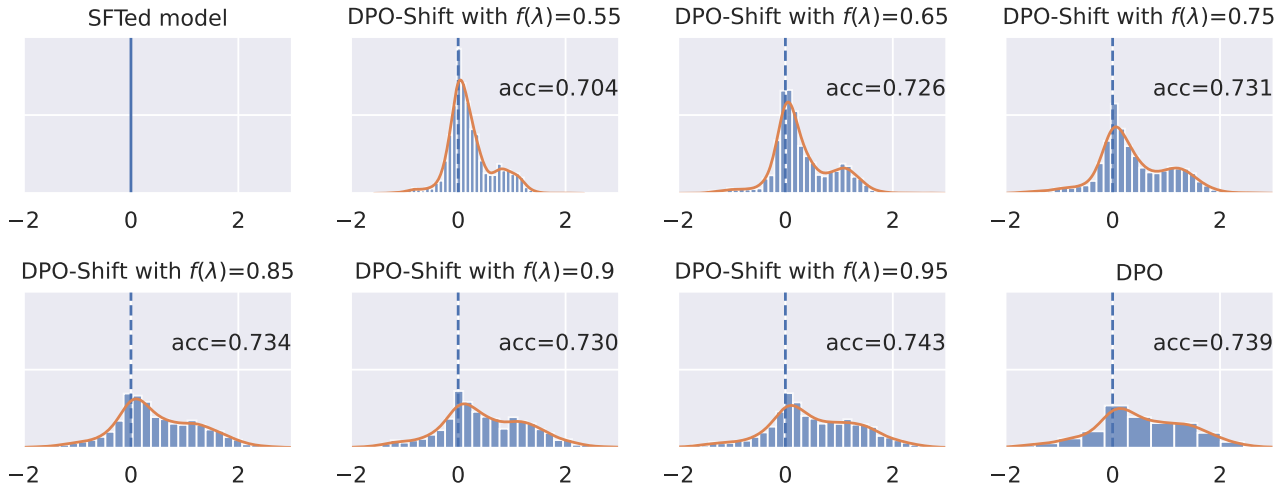 SFTed model
DPO-Shift with f(λ)=0.55
DPO-Shift with f(λ)=0.65
DPO-Shift with f(λ)=0.75
acc=0.704
acc=0.726
acc=0.731
−2 0 2
−2 0 2
−2 0 2
−2 0 2
DPO-Shift with f(λ)=0.85
DPO-Shift with f(λ)=0.9
DPO-Shift with f(λ)=0.95
DPO
acc=0.734
acc=0.730
acc=0.743
acc=0.739
−2 0 2
−2 0 2
−2 0 2
−2 0 2